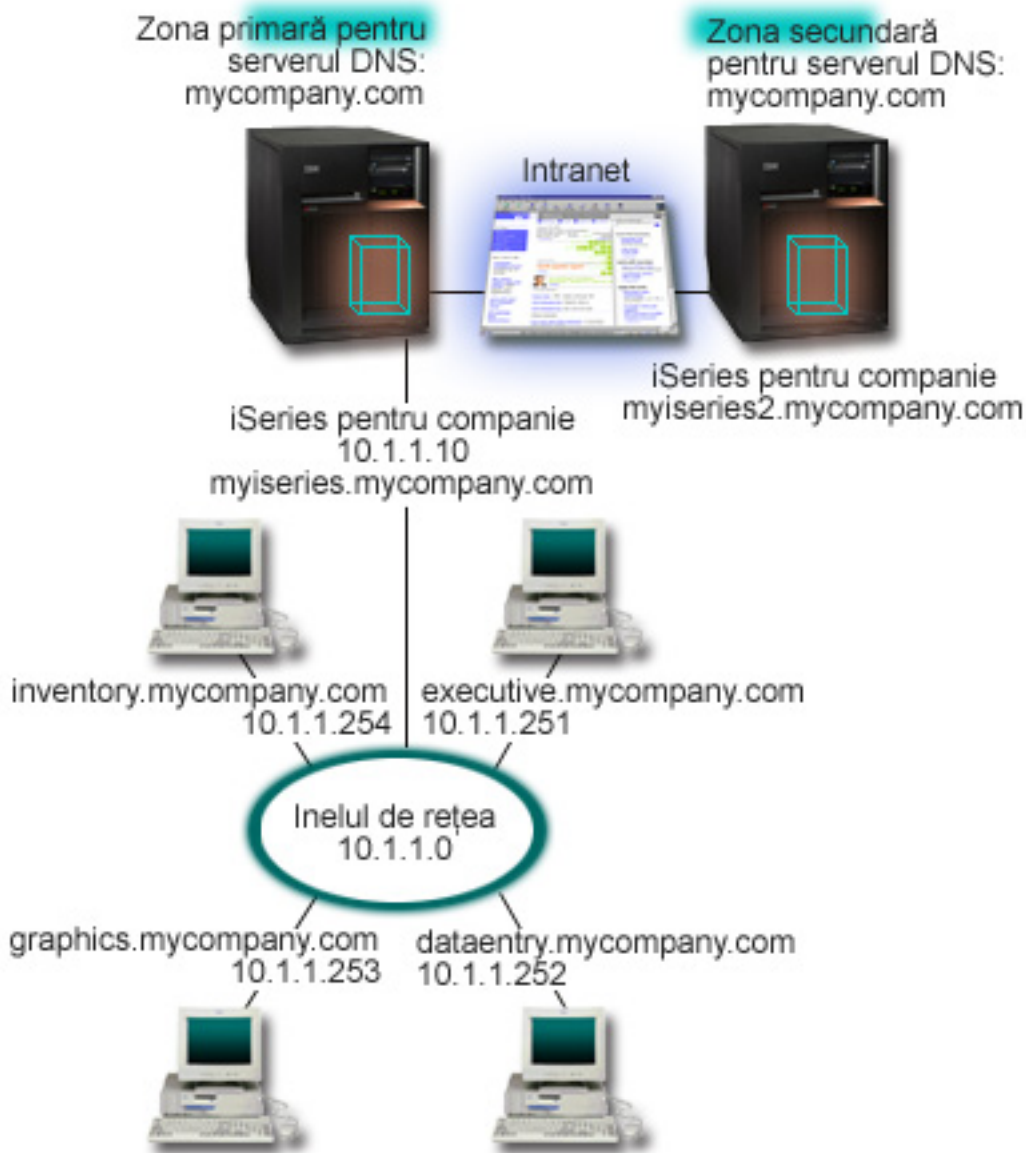 Zona primară pentru
serverul DNS:
mycompany.com
Zona secundară
pentru serverul DNS:
mycompany.com
Intranet
iSeries pentru companie
myiseries2.mycompany.com
iSeries pentru companie
10.1.1.10
myiseries.mycompany.com
inventory.mycompany.com
10.1.1.254
executive.mycompany.com
10.1.1.251
Inelul de rețea
10.1.1.0
graphics.mycompany.com
10.1.1.253
dataentry.mycompany.com
10.1.1.252